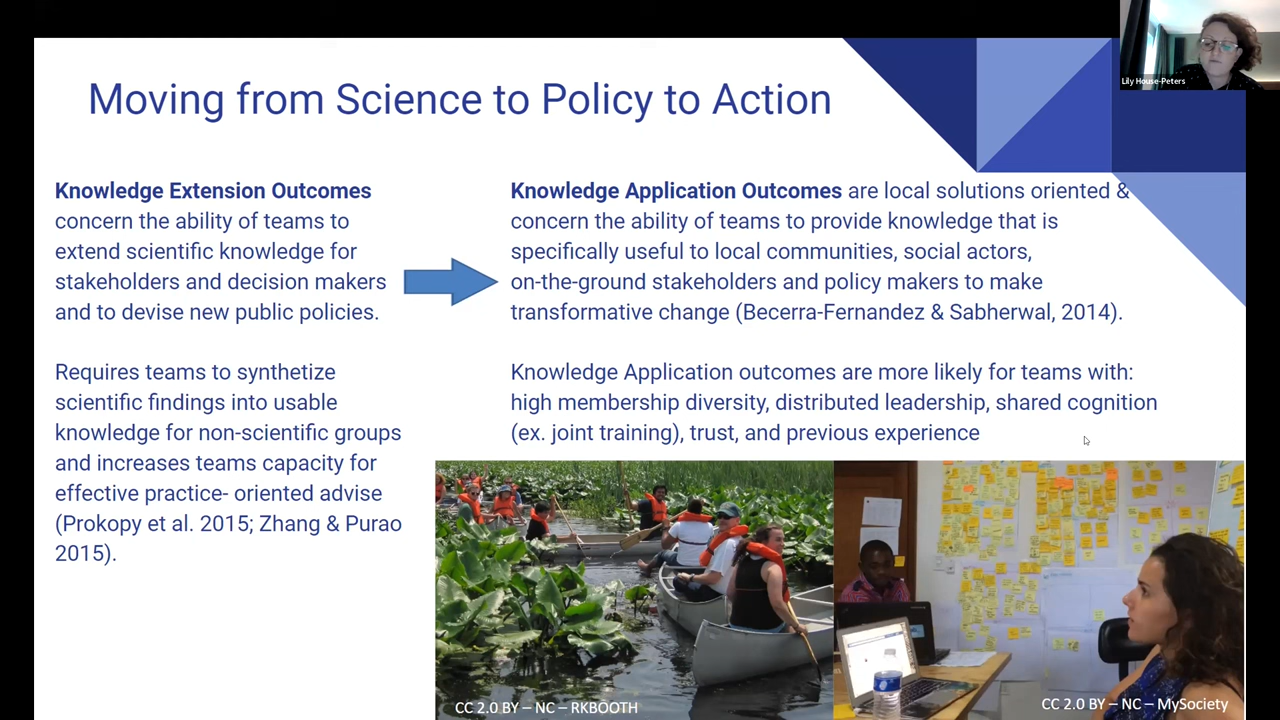 Lily House-Peters
Moving from Science to Policy to Action
Knowledge Extension Outcomes
concern the ability of teams to
extend scientific knowledge for
stakeholders and decision makers
and to devise new public policies.
Requires teams to synthetize
scientific findings into usable
knowledge for non-scientific groups
and increases teams capacity for
effective practice- oriented advise
(Prokopy et al. 2015; Zhang & Purao
2015).
Knowledge Application Outcomes are local solutions oriented &
concern the ability of teams to provide knowledge that is
specifically useful to local communities, social actors,
on-the-ground stakeholders and policy makers to make
transformative change (Becerra-Fernandez & Sabherwal, 2014).
Knowledge Application outcomes are more likely for teams with:
high membership diversity, distributed leadership, shared cognition
(ex. joint training), trust, and previous experience
CC 2.0 BY – NC – RKBOOTH
CC 2.0 BY – NC – MySociety